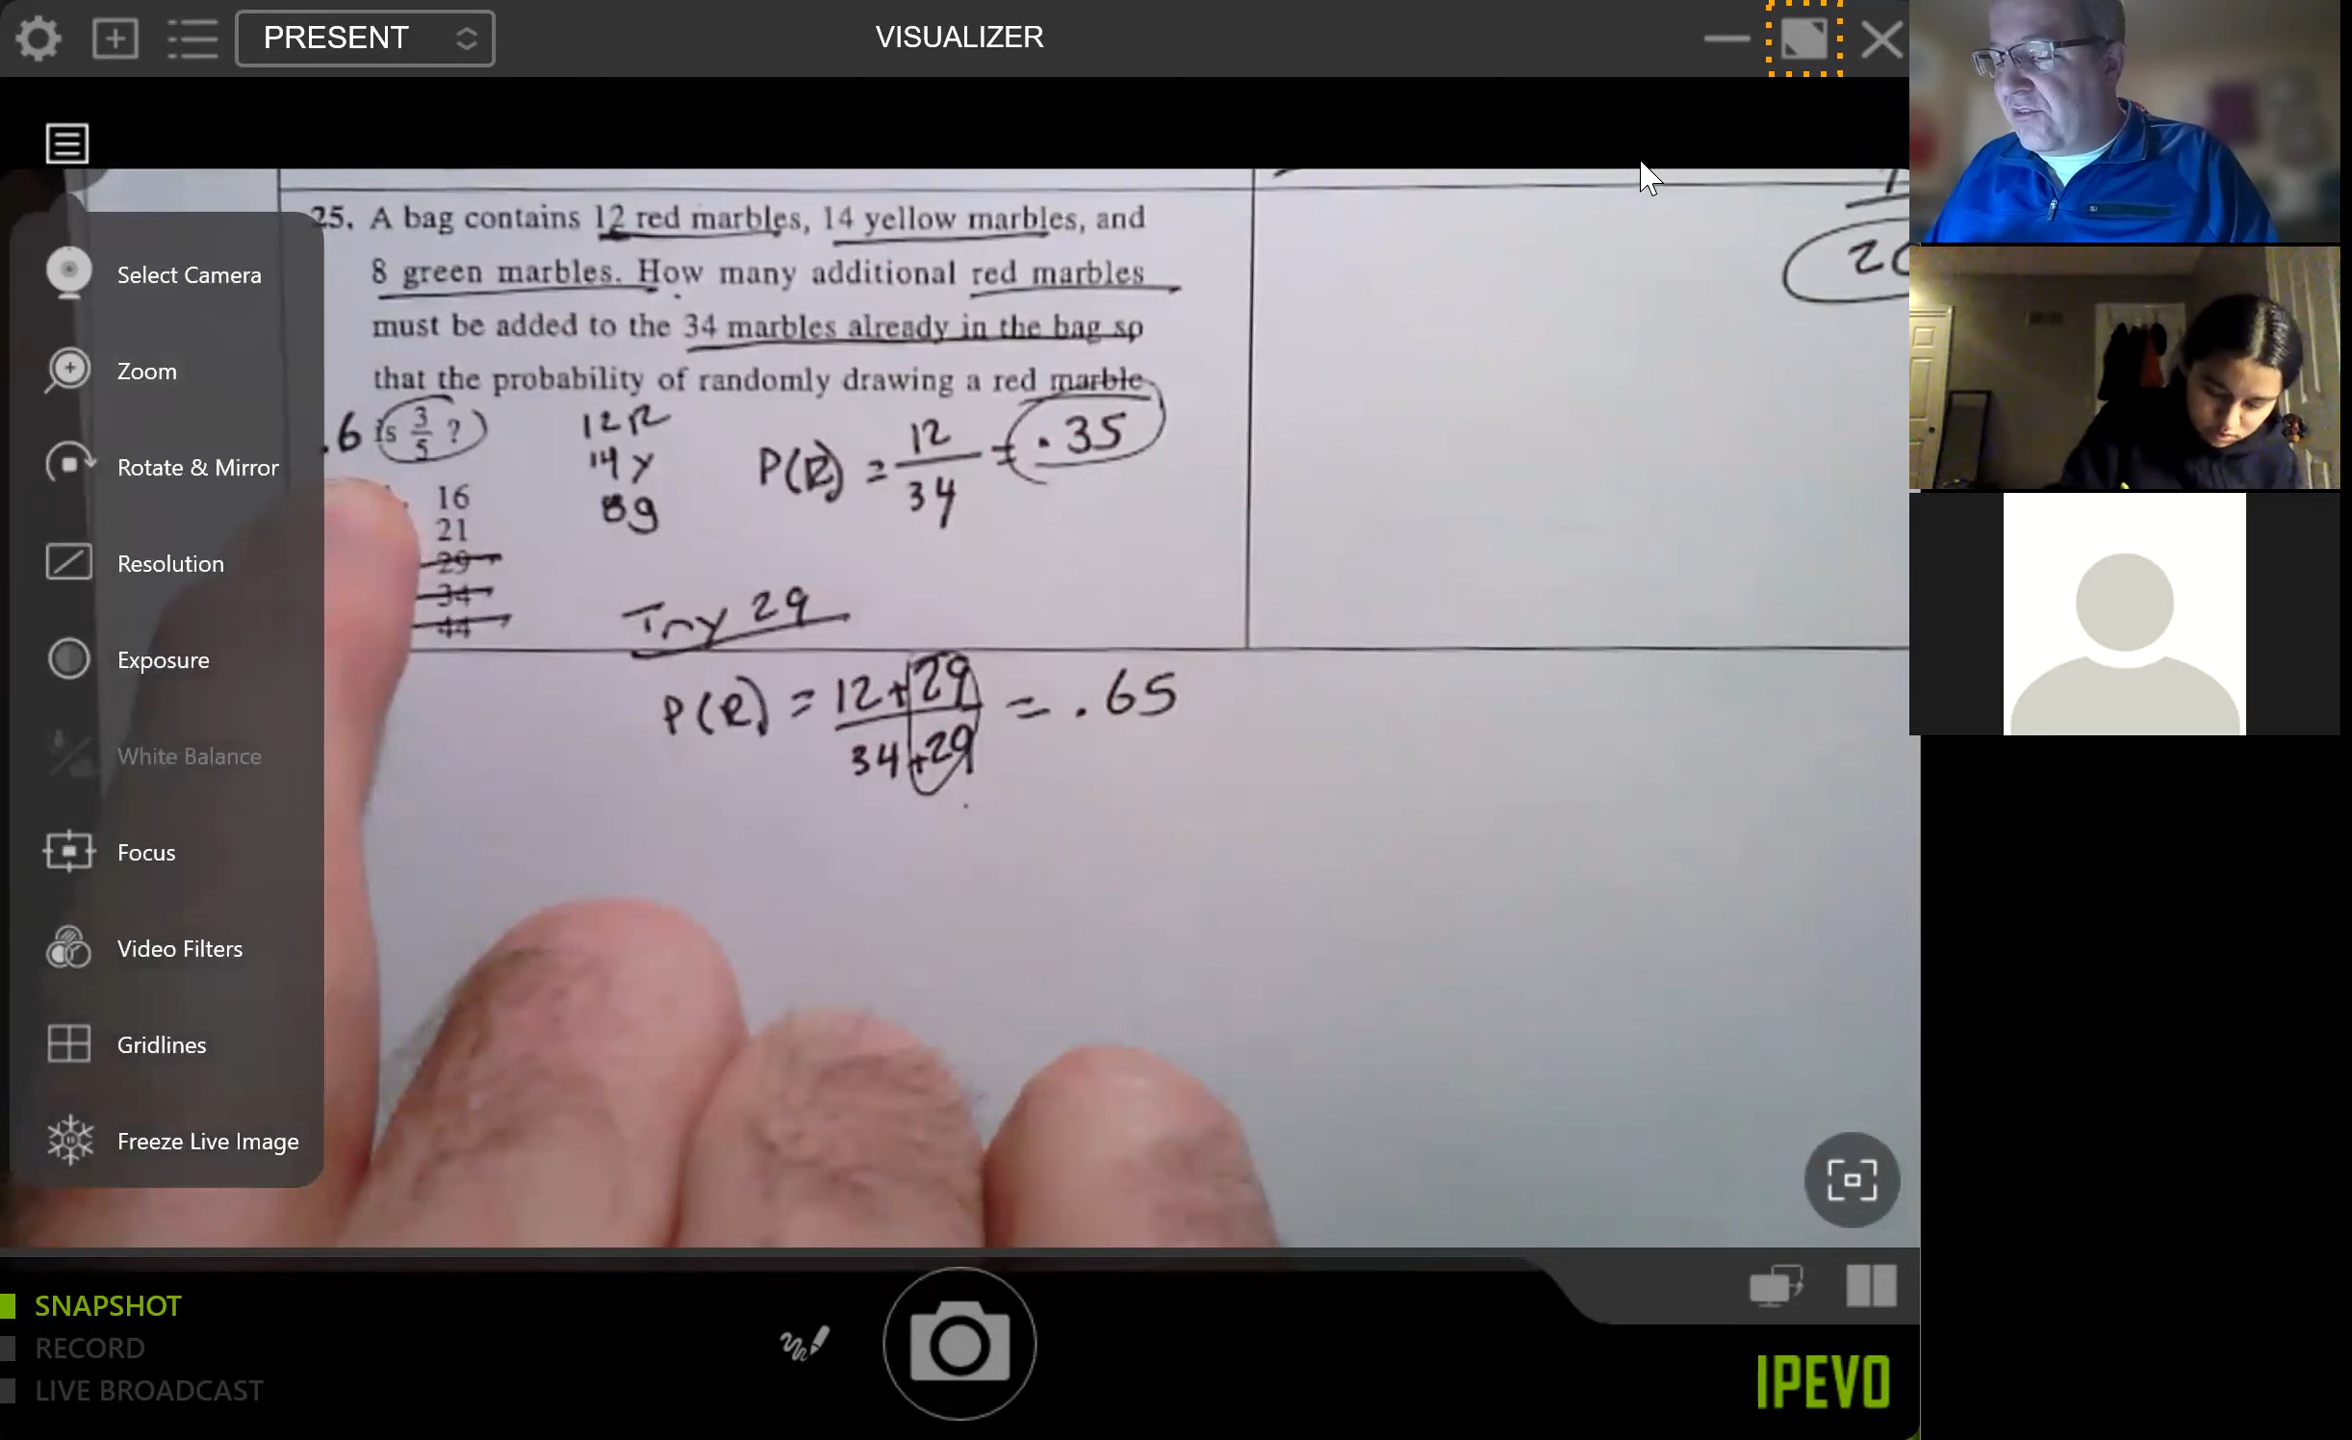 PRESENT
VISUALIZER
Select Camera
Zoom
Rotate & Mirror
Resolution
Exposure
White Balance
Focus
Video Filters
Gridlines
Freeze Live Image
25. A bag contains 12 red marbles, 14 yellow marbles, and
8 green marbles. How many additional red marbles
must be added to the 34 marbles already in the bag so
that the probability of randomly drawing a red marble
.6 is 3/5 ?
16
21
29
34
44
12R
14y
8g
P(R) = 12/34 = .35
Try 29
P(R) = 12+29/34+29 = .65
SNAPSHOT
RECORD
LIVE BROADCAST
IPEVO